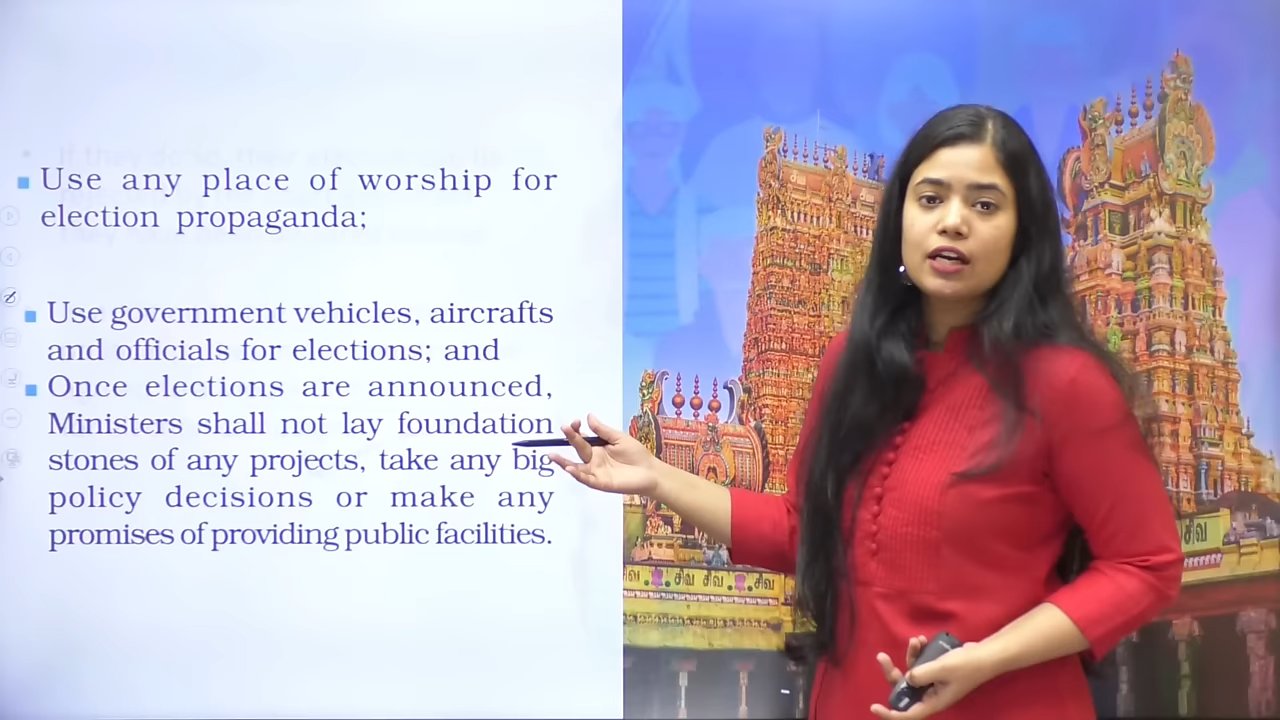 Use any place of worship for
election propaganda;
Use government vehicles, aircrafts
and officials for elections; and
Once elections are announced,
Ministers shall not lay foundation
stones of any projects, take any big
policy decisions or make any
promises of providing public facilities.
சிவ சிவ சிவ
சிவ